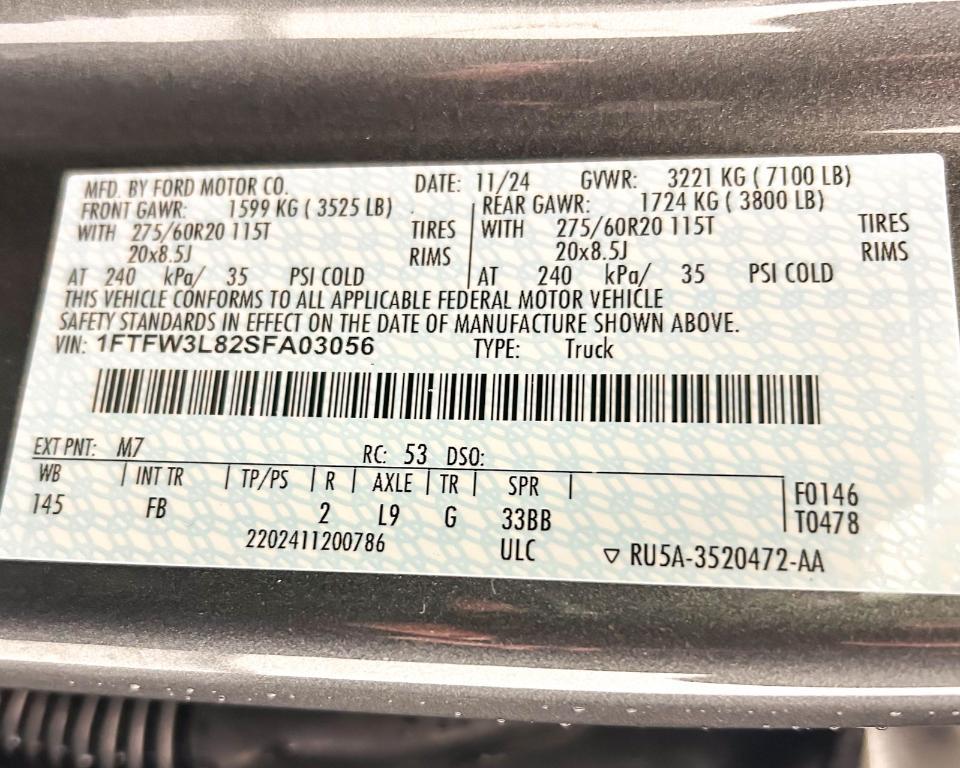 MFD. BY FORD MOTOR CO. DATE: 11/24 GVWR: 3221 KG ( 7100 LB)
FRONT GAWR: 1599 KG ( 3525 LB) REAR GAWR: 1724 KG ( 3800 LB)
WITH 275/60R20 115T TIRES WITH 275/60R20 115T TIRES
20x8.5J RIMS 20x8.5J RIMS
AT 240 kPa/ 35 PSI COLD AT 240 kPa/ 35 PSI COLD
THIS VEHICLE CONFORMS TO ALL APPLICABLE FEDERAL MOTOR VEHICLE
SAFETY STANDARDS IN EFFECT ON THE DATE OF MANUFACTURE SHOWN ABOVE.
VIN: 1FTFW3L82SFA03056 TYPE: Truck
EXT PNT: M7 RC: 53 DSO:
WB INT TR TP/PS R AXLE TR SPR F0146
145 FB 2 L9 G 33BB T0478
2202411200786 ULC ▽ RU5A-3520472-AA